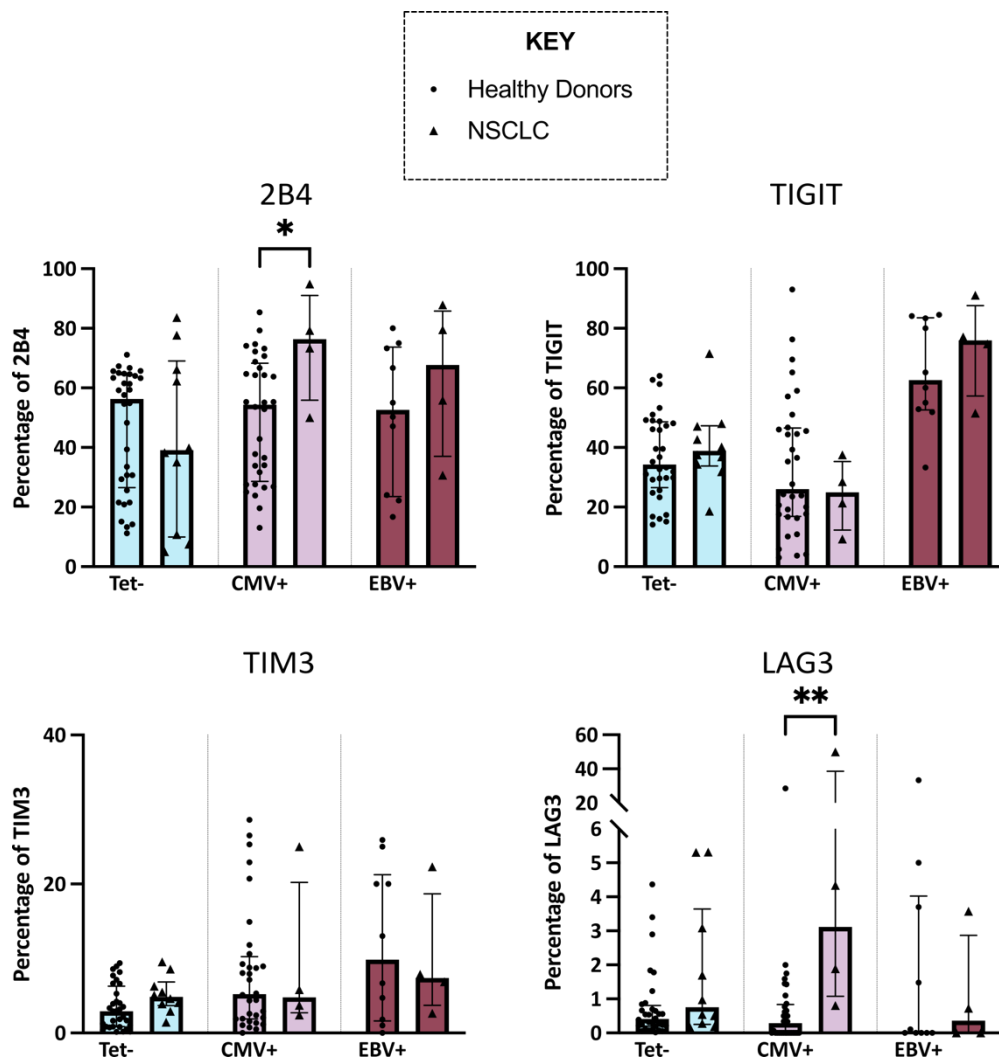 KEY
Healthy Donors
NSCLC
2B4
*
Percentage of 2B4
100
80
60
40
20
0
Tet- CMV+ EBV+
TIGIT
Percentage of TIGIT
100
80
60
40
20
0
Tet- CMV+ EBV+
TIM3
Percentage of TIM3
40
20
0
Tet- CMV+ EBV+
LAG3
**
Percentage of LAG3
60
40
20
6
5
4
3
2
1
0
Tet- CMV+ EBV+